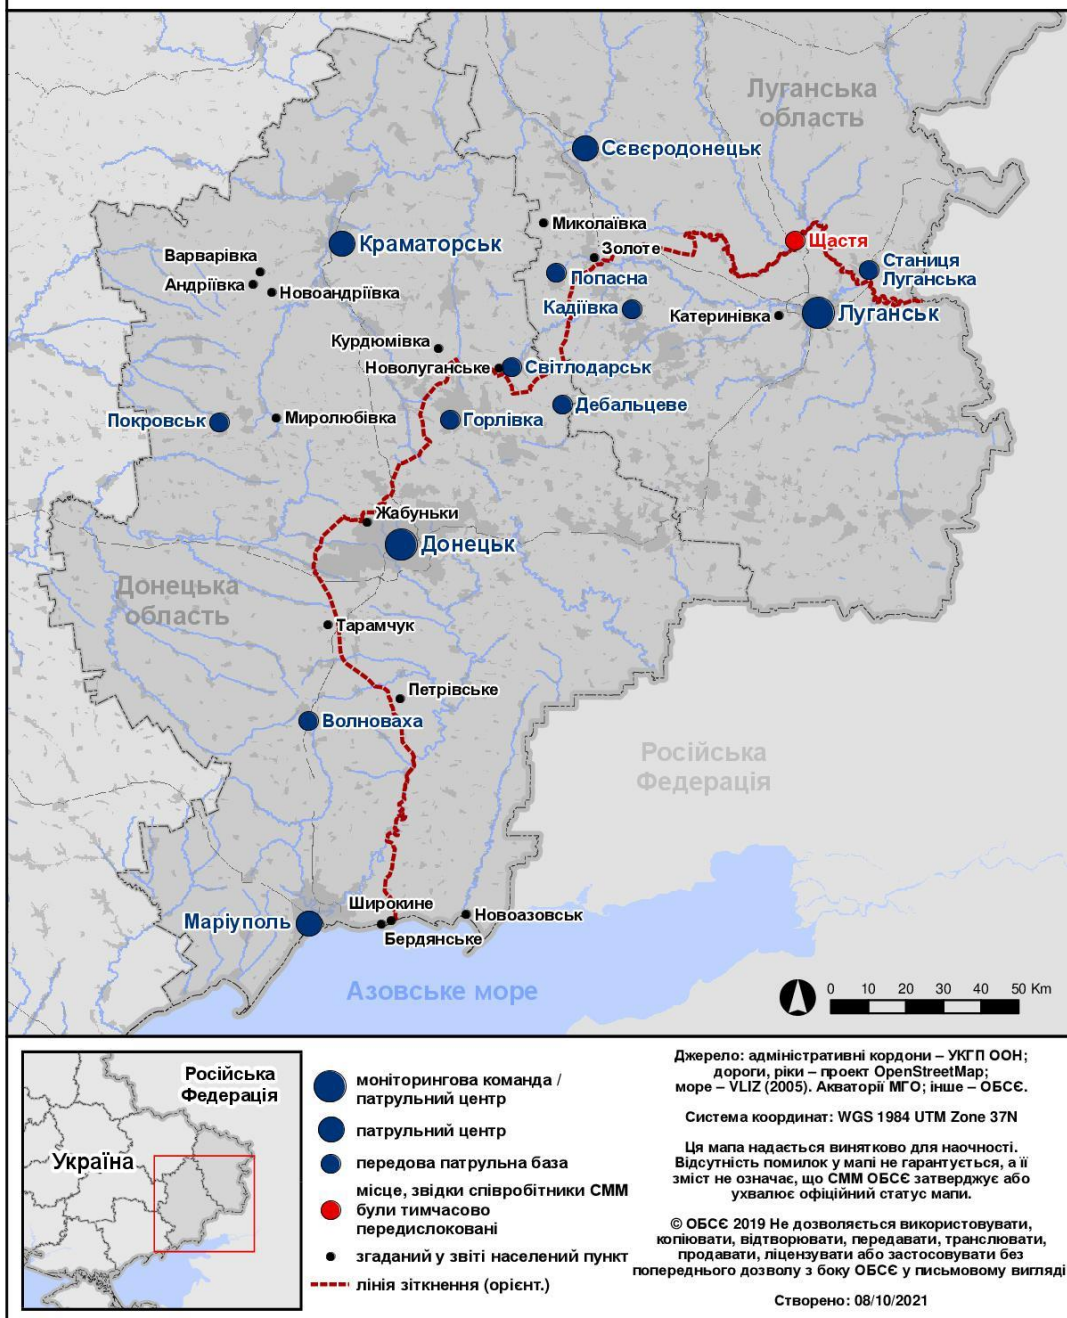 Луганська
область
Сєвєродонецьк
Миколаївка
Золоте
Щастя
Краматорськ
Варварівка
Андріївка
Новоандріївка
Попасна
Станиця
Луганська
Кадіївка
Катеринівка
Луганськ
Курдюмівка
Новолуганське
Світлодарськ
Дебальцеве
Покровськ
Миролюбівка
Горлівка
Жабуньки
Донецьк
Донецька
область
Тарамчук
Петрівське
Волноваха
Російська
Федерація
Широкине
Новоазовськ
Маріуполь
Бердянське
Азовське море
0 10 20 30 40 50 Km
Російська
Федерація
Україна
моніторингова команда /
патрульний центр
патрульний центр
передова патрульна база
місце, звідки співробітники СММ
були тимчасово
передислоковані
згаданий у звіті населений пункт
лінія зіткнення (орієнт.)
Джерело: адміністративні кордони – УКГП ООН;
дороги, ріки – проект OpenStreetMap;
море – VLIZ (2005). Акваторії МГО; інше – ОБСЄ.
Система координат: WGS 1984 UTM Zone 37N
Ця мапа надається винятково для наочності.
Відсутність помилок у мапі не гарантується, а її
зміст не означає, що СММ ОБСЄ затверджує або
ухвалює офіційний статус мапи.
© ОБСЄ 2019 Не дозволяється використовувати,
копіювати, відтворювати, передавати, транслювати,
продавати, ліцензувати або застосовувати без
попереднього дозволу з боку ОБСЄ у письмовому вигляді
Створено: 08/10/2021